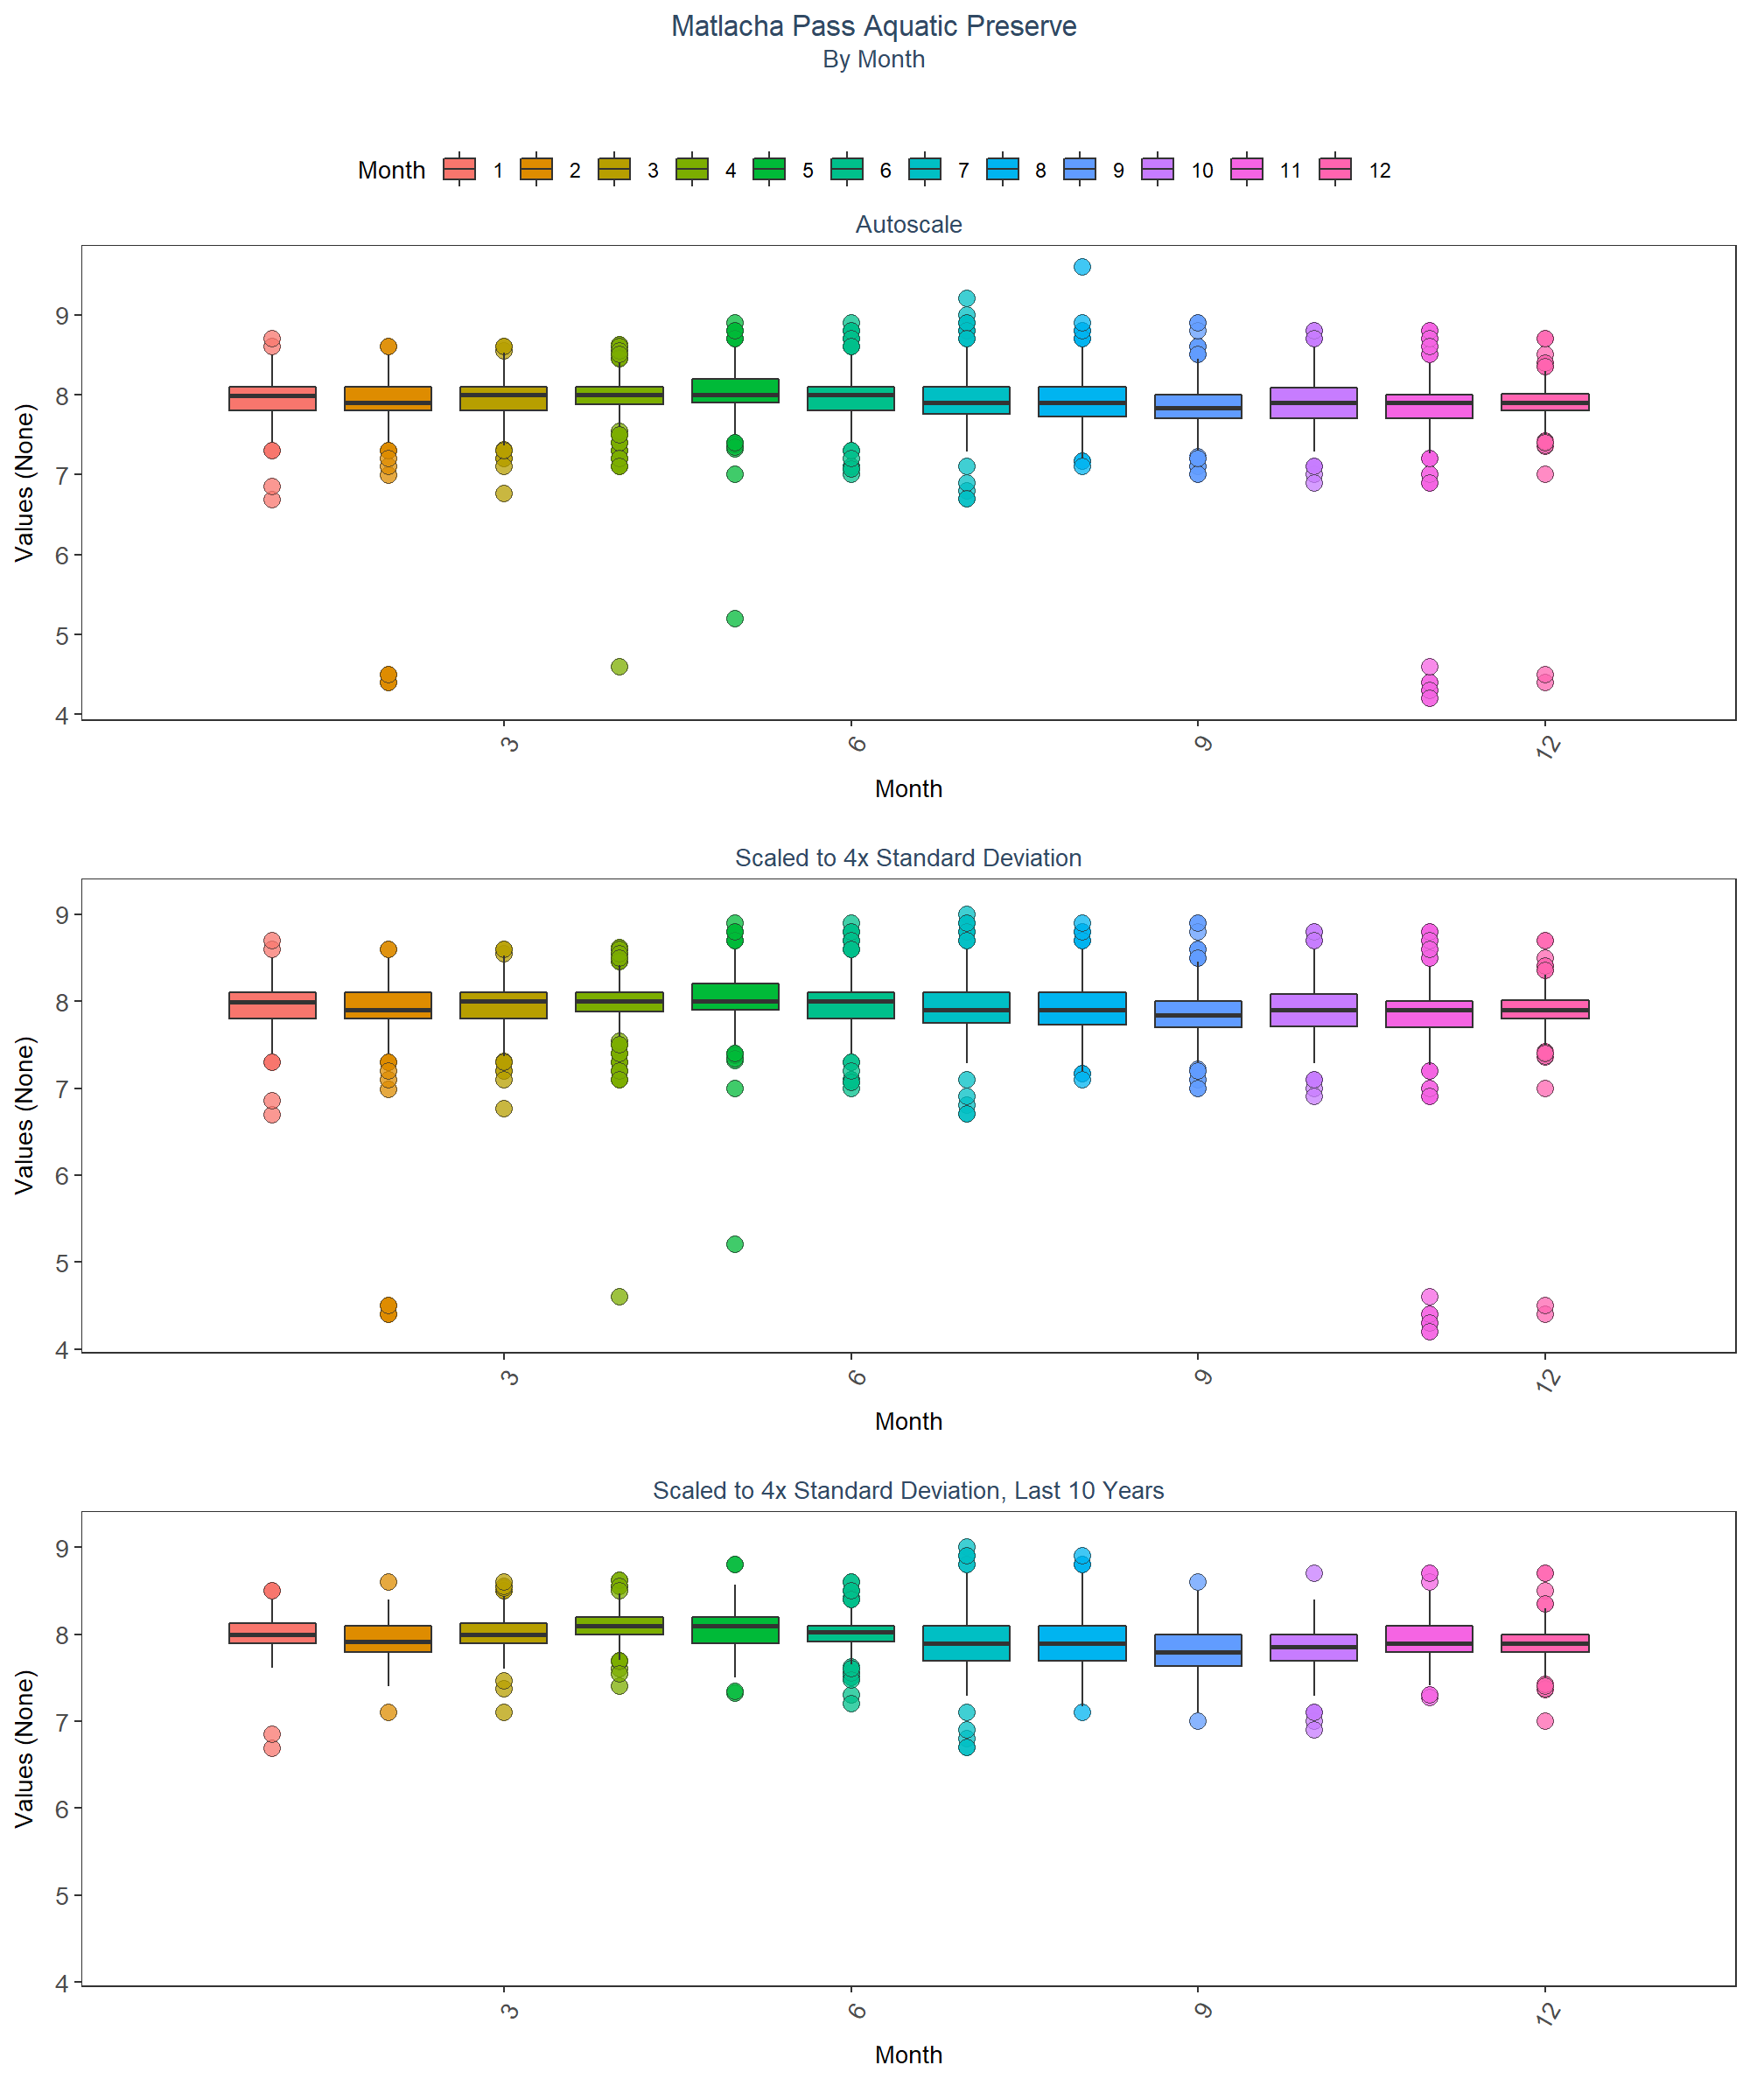 Matlacha Pass Aquatic Preserve
By Month
Month 1 2 3 4 5 6 7 8 9 10 11 12
Autoscale
Values (None)
9
8
7
6
5
4
3 6 9 12
Month
Scaled to 4x Standard Deviation
Values (None)
9
8
7
6
5
4
3 6 9 12
Month
Scaled to 4x Standard Deviation, Last 10 Years
Values (None)
9
8
7
6
5
4
3 6 9 12
Month